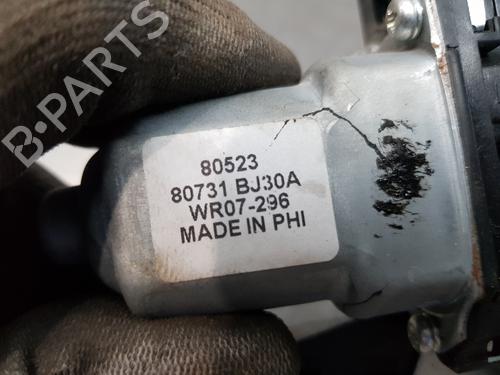 B-PARTS
80523
80731 BJ30A
WR07-296
MADE IN PHI